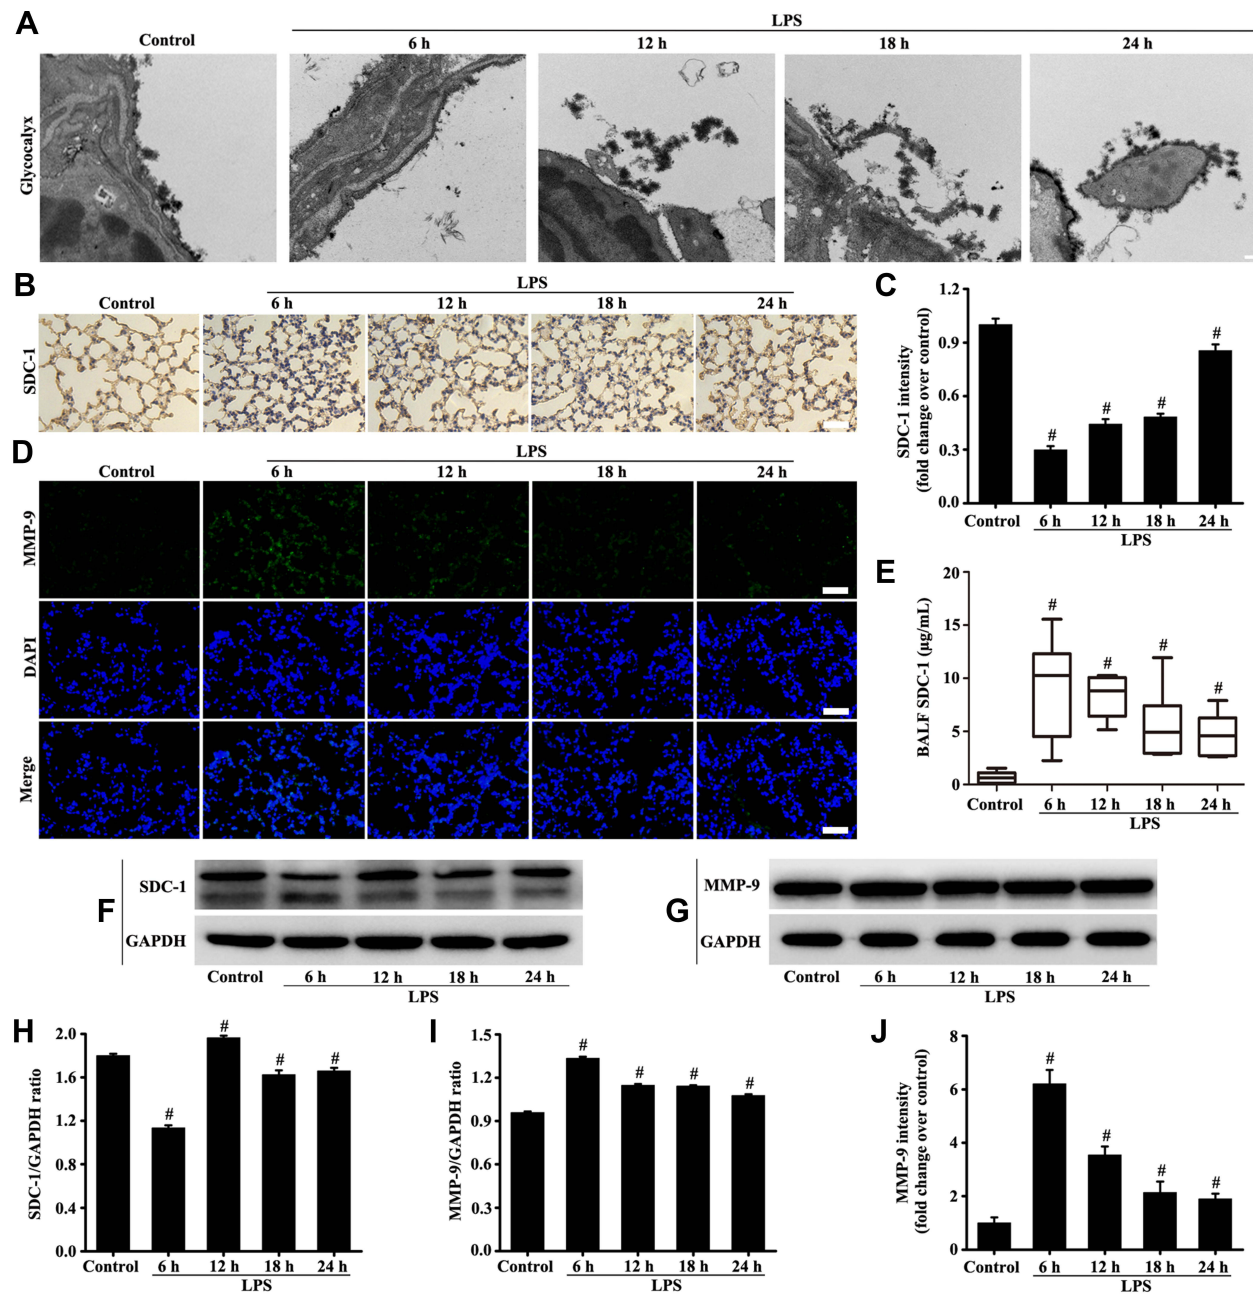 A
LPS
Control
6 h
12 h
18 h
24 h
Glycocalyx
B
LPS
Control
6 h
12 h
18 h
24 h
SDC-1
C
1.2
0.9
0.6
0.3
0.0
SDC-1 intensity
(fold change over control)
#
#
#
#
Control
6 h
12 h
18 h
24 h
LPS
D
LPS
Control
6 h
12 h
18 h
24 h
MMP-9
DAPI
Merge
E
20
15
10
5
0
BALF SDC-1 (µg/mL)
#
#
#
#
Control
6 h
12 h
18 h
24 h
LPS
F
SDC-1
GAPDH
Control
6 h
12 h
18 h
24 h
LPS
G
MMP-9
GAPDH
Control
6 h
12 h
18 h
24 h
LPS
H
2.0
1.6
1.2
0.8
0.4
0.0
SDC-1/GAPDH ratio
#
#
#
#
Control
6 h
12 h
18 h
24 h
LPS
I
1.5
1.2
0.9
0.6
0.3
0.0
MMP-9/GAPDH ratio
#
#
#
#
Control
6 h
12 h
18 h
24 h
LPS
J
8
6
4
2
0
MMP-9 intensity
(fold change over control)
#
#
#
#
Control
6 h
12 h
18 h
24 h
LPS